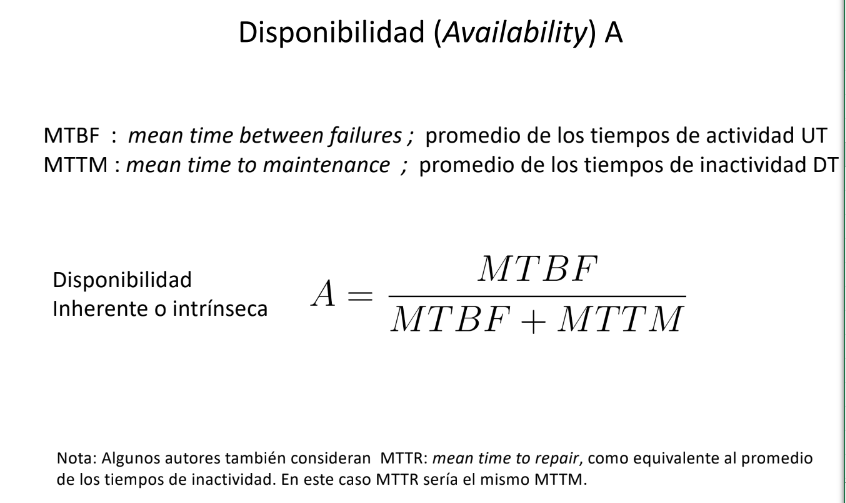 Disponibilidad (Availability) A
MTBF : mean time between failures ; promedio de los tiempos de actividad UT
MTTM : mean time to maintenance ; promedio de los tiempos de inactividad DT
Disponibilidad
Inherente o intrínseca
A = MTBF / (MTBF + MTTM)
Nota: Algunos autores también consideran MTTR: mean time to repair, como equivalente al promedio
de los tiempos de inactividad. En este caso MTTR sería el mismo MTTM.